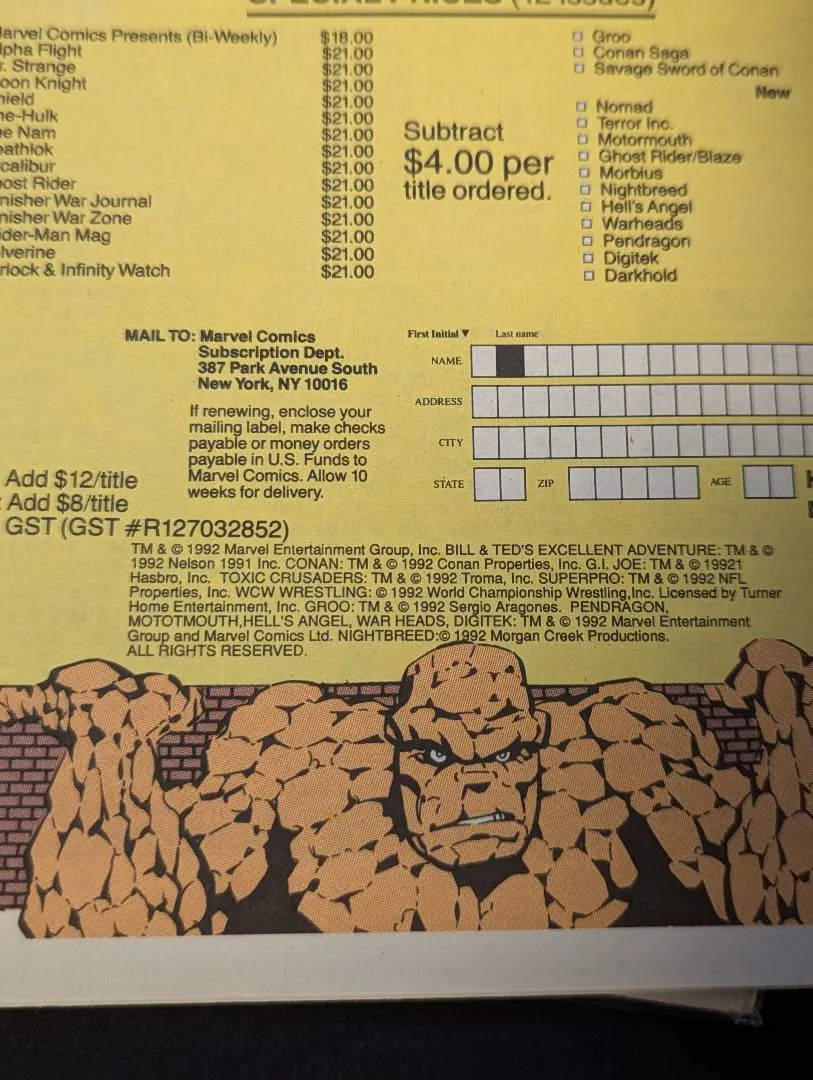 SPECIAL PRICES (12 issues)
arvel Comics Presents (Bi-Weekly) $18.00
lpha Flight $21.00
r. Strange $21.00
oon Knight $21.00
hield $21.00
he-Hulk $21.00
e Nam $21.00
eathlok $21.00
calibur $21.00
ost Rider $21.00
nisher War Journal $21.00
nisher War Zone $21.00
ider-Man Mag $21.00
lverine $21.00
rlock & Infinity Watch $21.00
Subtract
$4.00 per
title ordered.
Groo
Conan Saga
Savage Sword of Conan
New
Nomad
Terror Inc.
Motormouth
Ghost Rider/Blaze
Morbius
Nightbreed
Hell's Angel
Warheads
Pendragon
Digitek
Darkhold
MAIL TO: Marvel Comics
Subscription Dept.
387 Park Avenue South
New York, NY 10016
If renewing, enclose your
mailing label, make checks
payable or money orders
payable in U.S. Funds to
Marvel Comics. Allow 10
weeks for delivery.
First Initial ▼ Last name
NAME
ADDRESS
CITY
STATE ZIP AGE
Add $12/title
: Add $8/title
GST (GST #R127032852)
TM & © 1992 Marvel Entertainment Group, Inc. BILL & TED'S EXCELLENT ADVENTURE: TM & ©
1992 Nelson 1991 Inc. CONAN: TM & © 1992 Conan Properties, Inc. G.I. JOE: TM & © 19921
Hasbro, Inc. TOXIC CRUSADERS: TM & © 1992 Troma, Inc. SUPERPRO: TM & © 1992 NFL
Properties, Inc. WCW WRESTLING: © 1992 World Championship Wrestling,Inc. Licensed by Turner
Home Entertainment, Inc. GROO: TM & © 1992 Sergio Aragones. PENDRAGON,
MOTOTMOUTH,HELL'S ANGEL, WAR HEADS, DIGITEK: TM & © 1992 Marvel Entertainment
Group and Marvel Comics Ltd. NIGHTBREED:© 1992 Morgan Creek Productions.
ALL RIGHTS RESERVED.